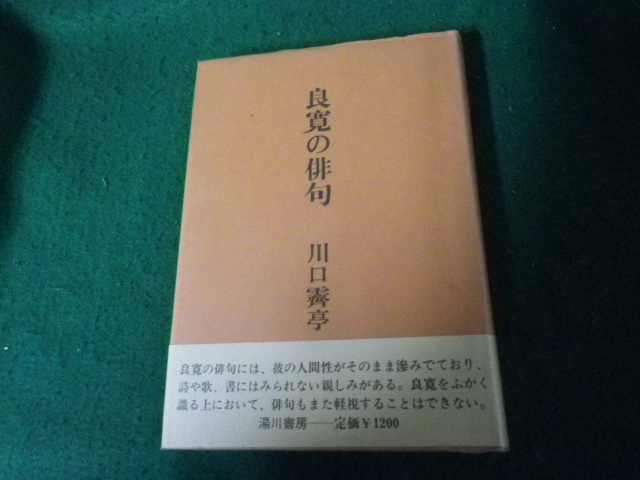 良寛の俳句
川口霽亭
良寛の俳句には、彼の人間性がそのまま滲みでており、
詩や歌、書にはみられない親しみがある。良寛をふかく
識る上において、俳句もまた軽視することはできない。
湯川書房──定価￥1200